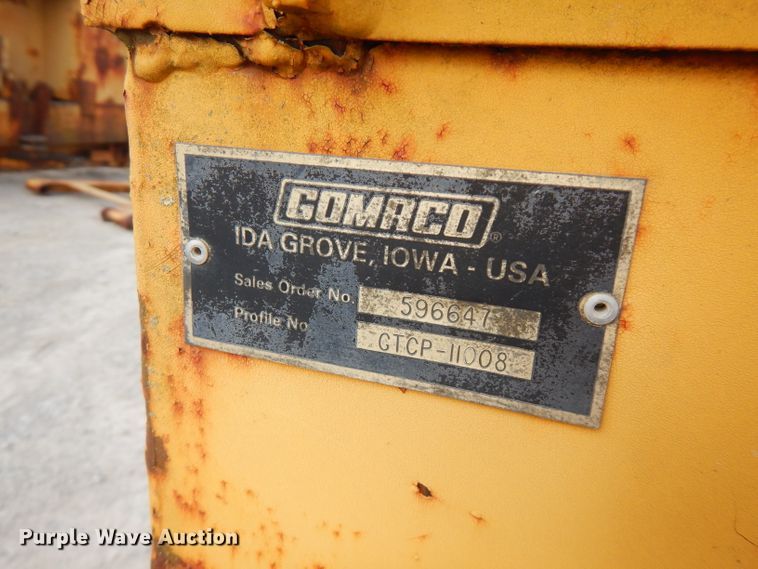 GOMACO®
IDA GROVE, IOWA - USA
Sales Order No. 596647
Profile No GTCP-11008
Purple Wave Auction